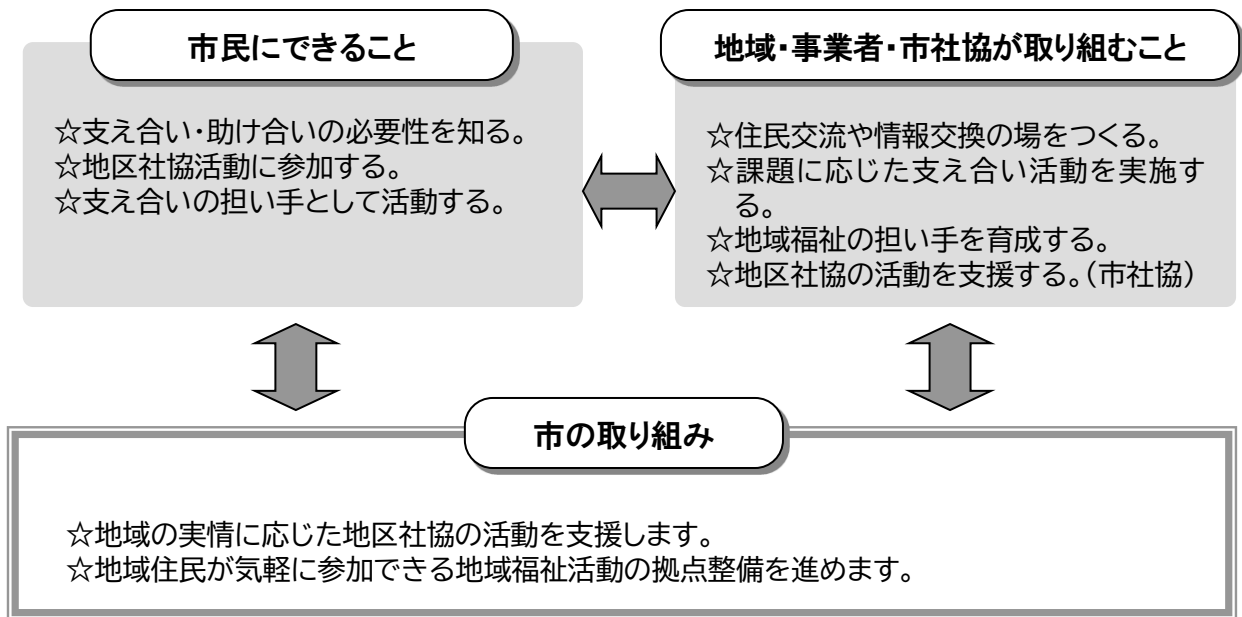 市民にできること
☆支え合い・助け合いの必要性を知る。
☆地区社協活動に参加する。
☆支え合いの担い手として活動する。
地域・事業者・市社協が取り組むこと
☆住民交流や情報交換の場をつくる。
☆課題に応じた支え合い活動を実施す
る。
☆地域福祉の担い手を育成する。
☆地区社協の活動を支援する。(市社協)
市の取り組み
☆地域の実情に応じた地区社協の活動を支援します。
☆地域住民が気軽に参加できる地域福祉活動の拠点整備を進めます。